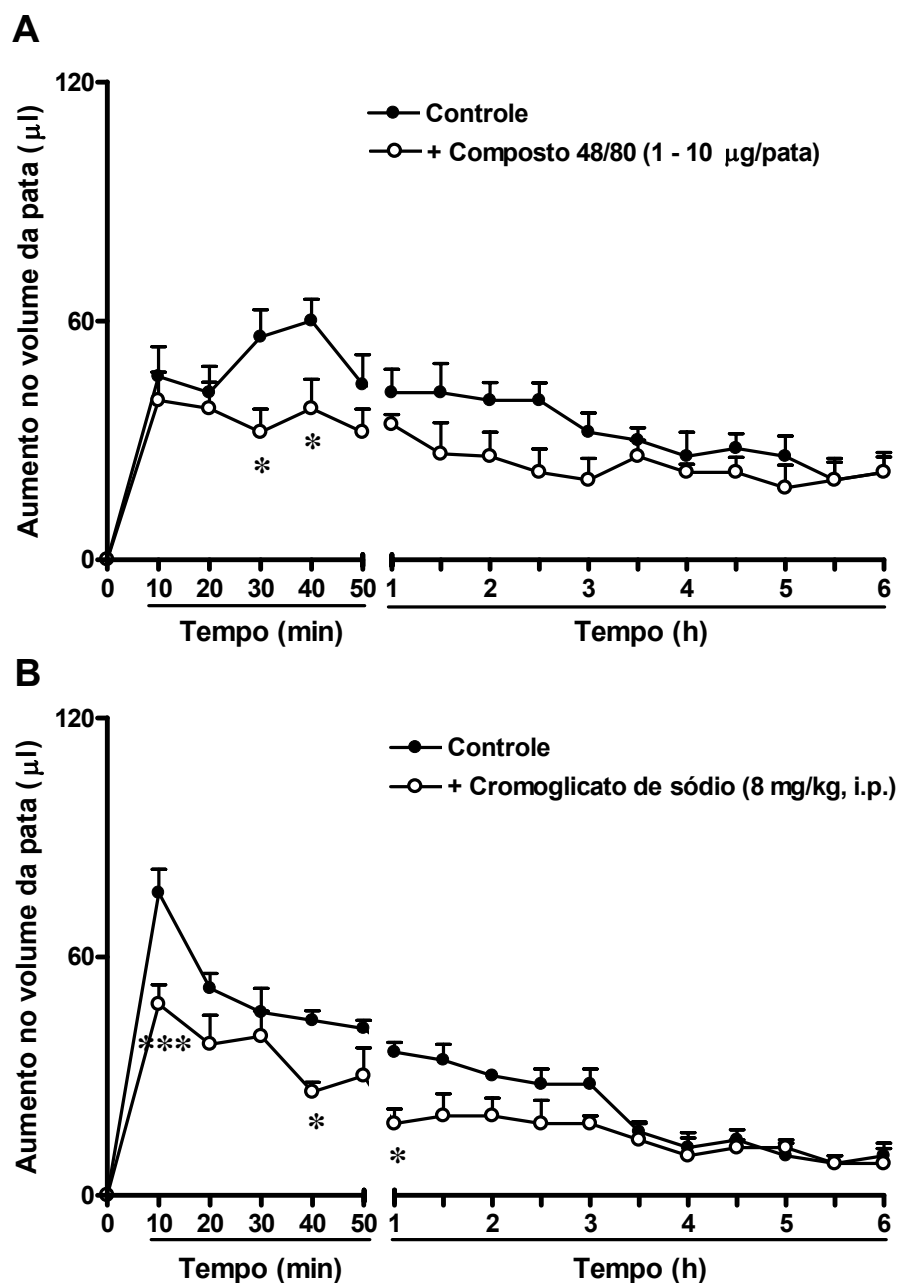 A
Aumento no volume da pata (μl)
120
60
0
Controle
+ Composto 48/80 (1 - 10 μg/pata)
*
*
0 10 20 30 40 50 1 2 3 4 5 6
Tempo (min) Tempo (h)
B
Aumento no volume da pata (μl)
120
60
0
Controle
+ Cromoglicato de sódio (8 mg/kg, i.p.)
***
*
*
0 10 20 30 40 50 1 2 3 4 5 6
Tempo (min) Tempo (h)